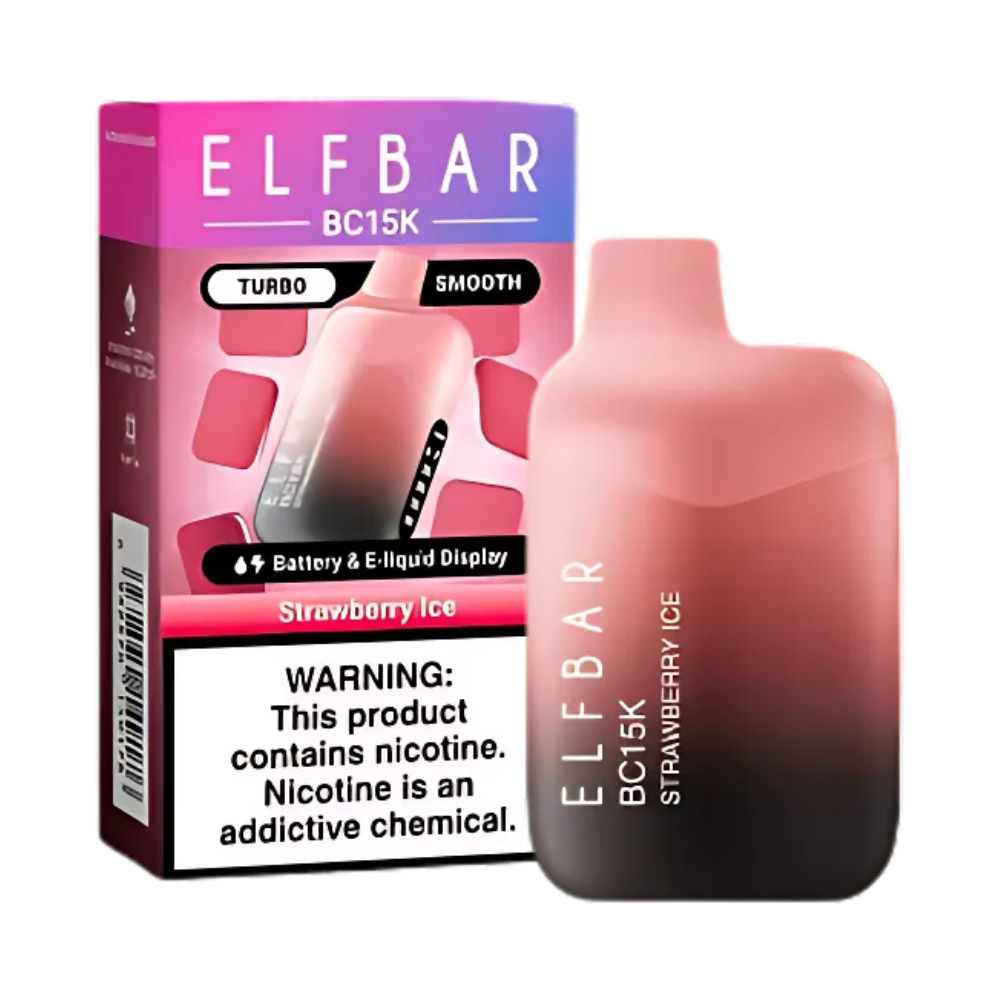 ELFBAR
BC15K
TURBO
SMOOTH
Battery & E-liquid Display
Strawberry Ice
WARNING:
This product
contains nicotine.
Nicotine is an
addictive chemical.
ELFBAR
BC15K
STRAWBERRY ICE